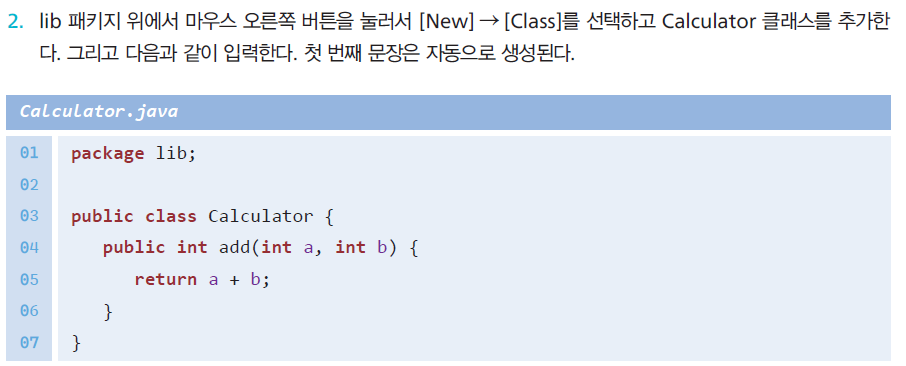 2. lib 패키지 위에서 마우스 오른쪽 버튼을 눌러서 [New] → [Class]를 선택하고 Calculator 클래스를 추가한
다. 그리고 다음과 같이 입력한다. 첫 번째 문장은 자동으로 생성된다.
Calculator.java
01 package lib;
02
03 public class Calculator {
04    public int add(int a, int b) {
05       return a + b;
06    }
07 }